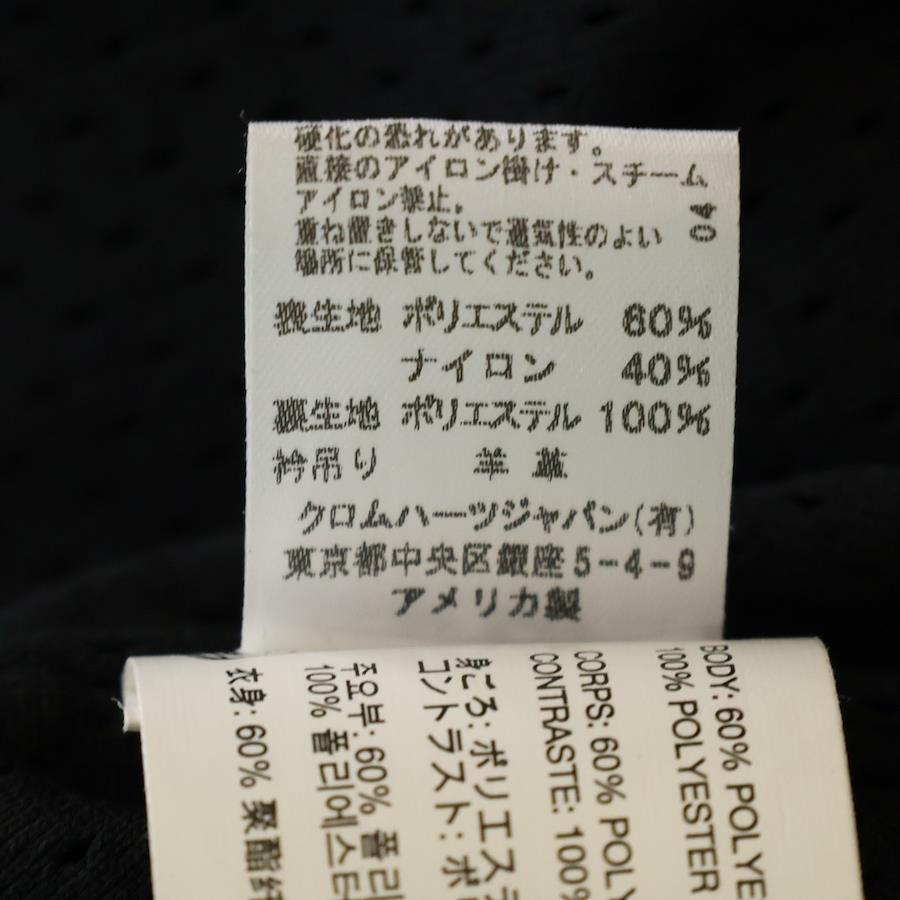 硬化の恐れがあります。
直接のアイロン掛け・スチーム
アイロン禁止。
重ね置きしないで通気性のよい
場所に保管してください。
表生地 ポリエステル 60%
ナイロン 40%
裏生地 ポリエステル 100%
衿吊り 羊革
クロムハーツジャパン(有)
東京都中央区銀座5-4-9
アメリカ製
BODY: 60% POLYE
100% POLYESTER
CORPS: 60% POLY
CONTRASTE: 100%
身ごろ: ポリエステ
コントラスト: ポ
주요부: 60% 폴리
100% 폴리에스터
衣身: 60% 聚酯纤